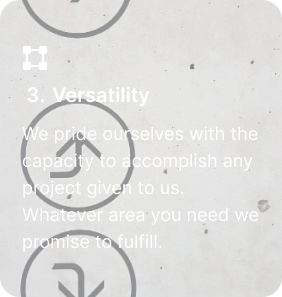 3. Versatility
We pride ourselves with the
capacity to accomplish any
project given to us.
Whatever area you need we
promise to fulfill.